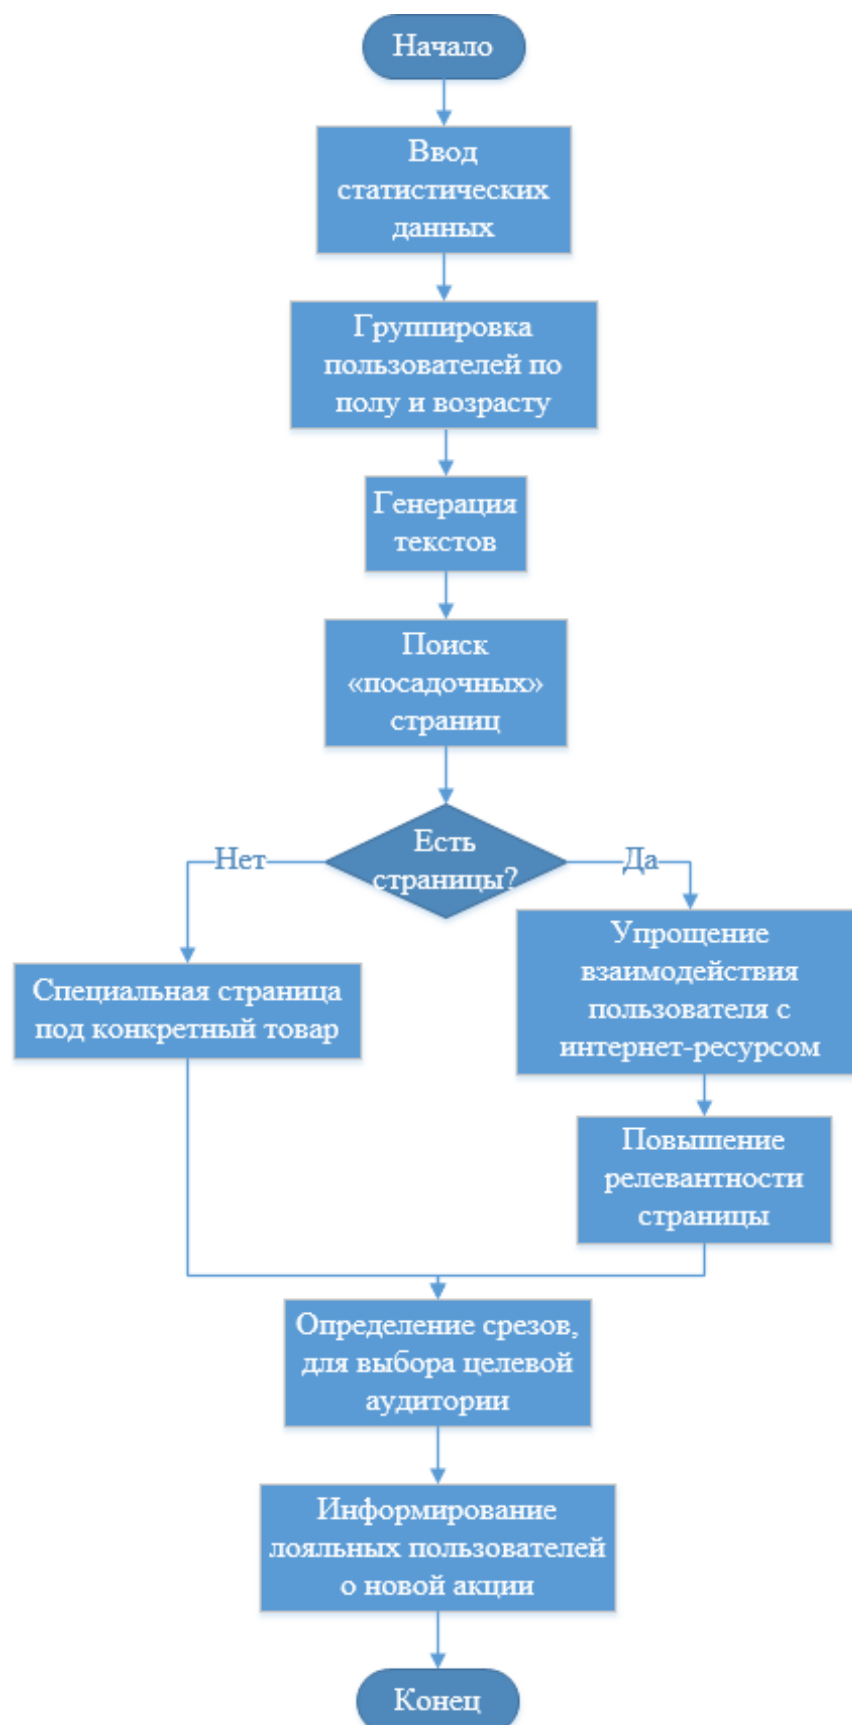 Начало
Ввод
статистических
данных
Группировка
пользователей по
полу и возрасту
Генерация
текстов
Поиск
«посадочных»
страниц
Есть
страницы?
Нет
Да
Специальная страница
под конкретный товар
Упрощение
взаимодействия
пользователя с
интернет-ресурсом
Повышение
релевантности
страницы
Определение срезов,
для выбора целевой
аудитории
Информирование
лояльных пользователей
о новой акции
Конец